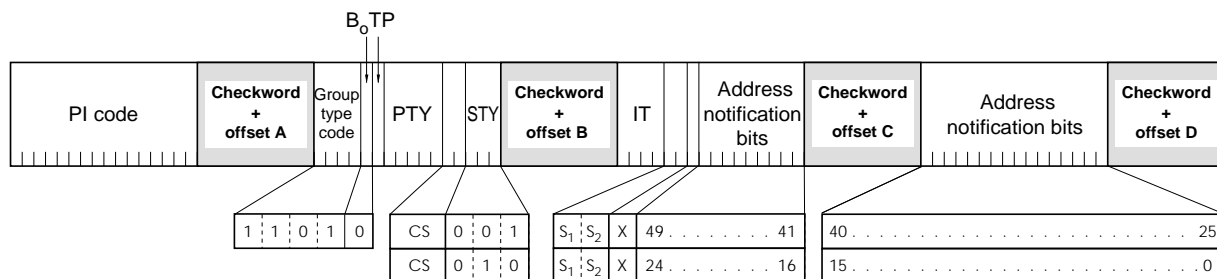 BoTP
PI code
Checkword
+
offset A
Group
type
code
PTY
STY
Checkword
+
offset B
IT
Address
notification
bits
Checkword
+
offset C
Address
notification bits
Checkword
+
offset D
1 1 0 1 0
CS 0 0 1
S1 S2 X 49 . . . . . . . . 41
40 . . . . . . . . . . . . . . . . . . . . . . . . 25
CS 0 1 0
S1 S2 X 24 . . . . . . . . 16
15 . . . . . . . . . . . . . . . . . . . . . . . . 0